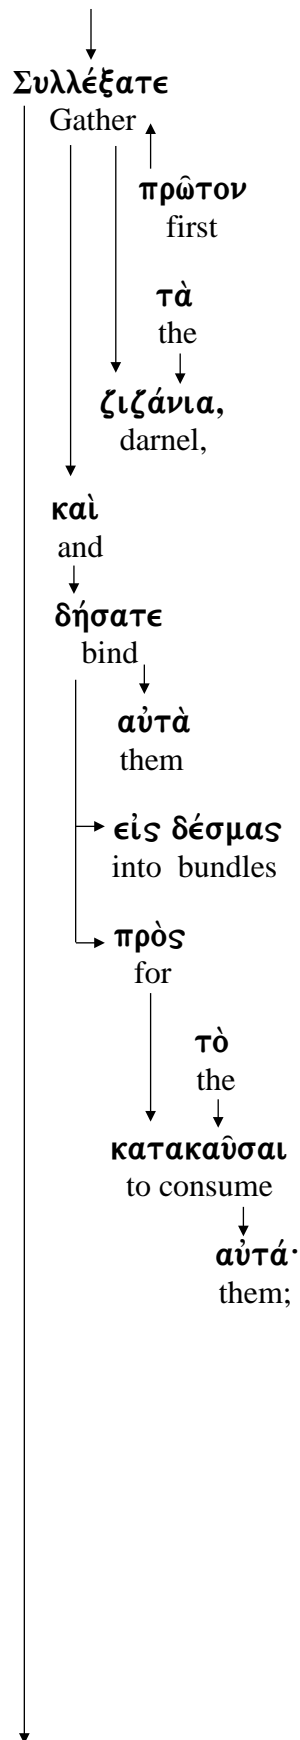 Συλλέξατε
Gather
πρῶτον
first
τὰ
the
ζιζάνια,
darnel,
καὶ
and
δήσατε
bind
αὐτὰ
them
εἰς δέσμας
into bundles
πρὸς
for
τὸ
the
κατακαῦσαι
to consume
αὐτά·
them;